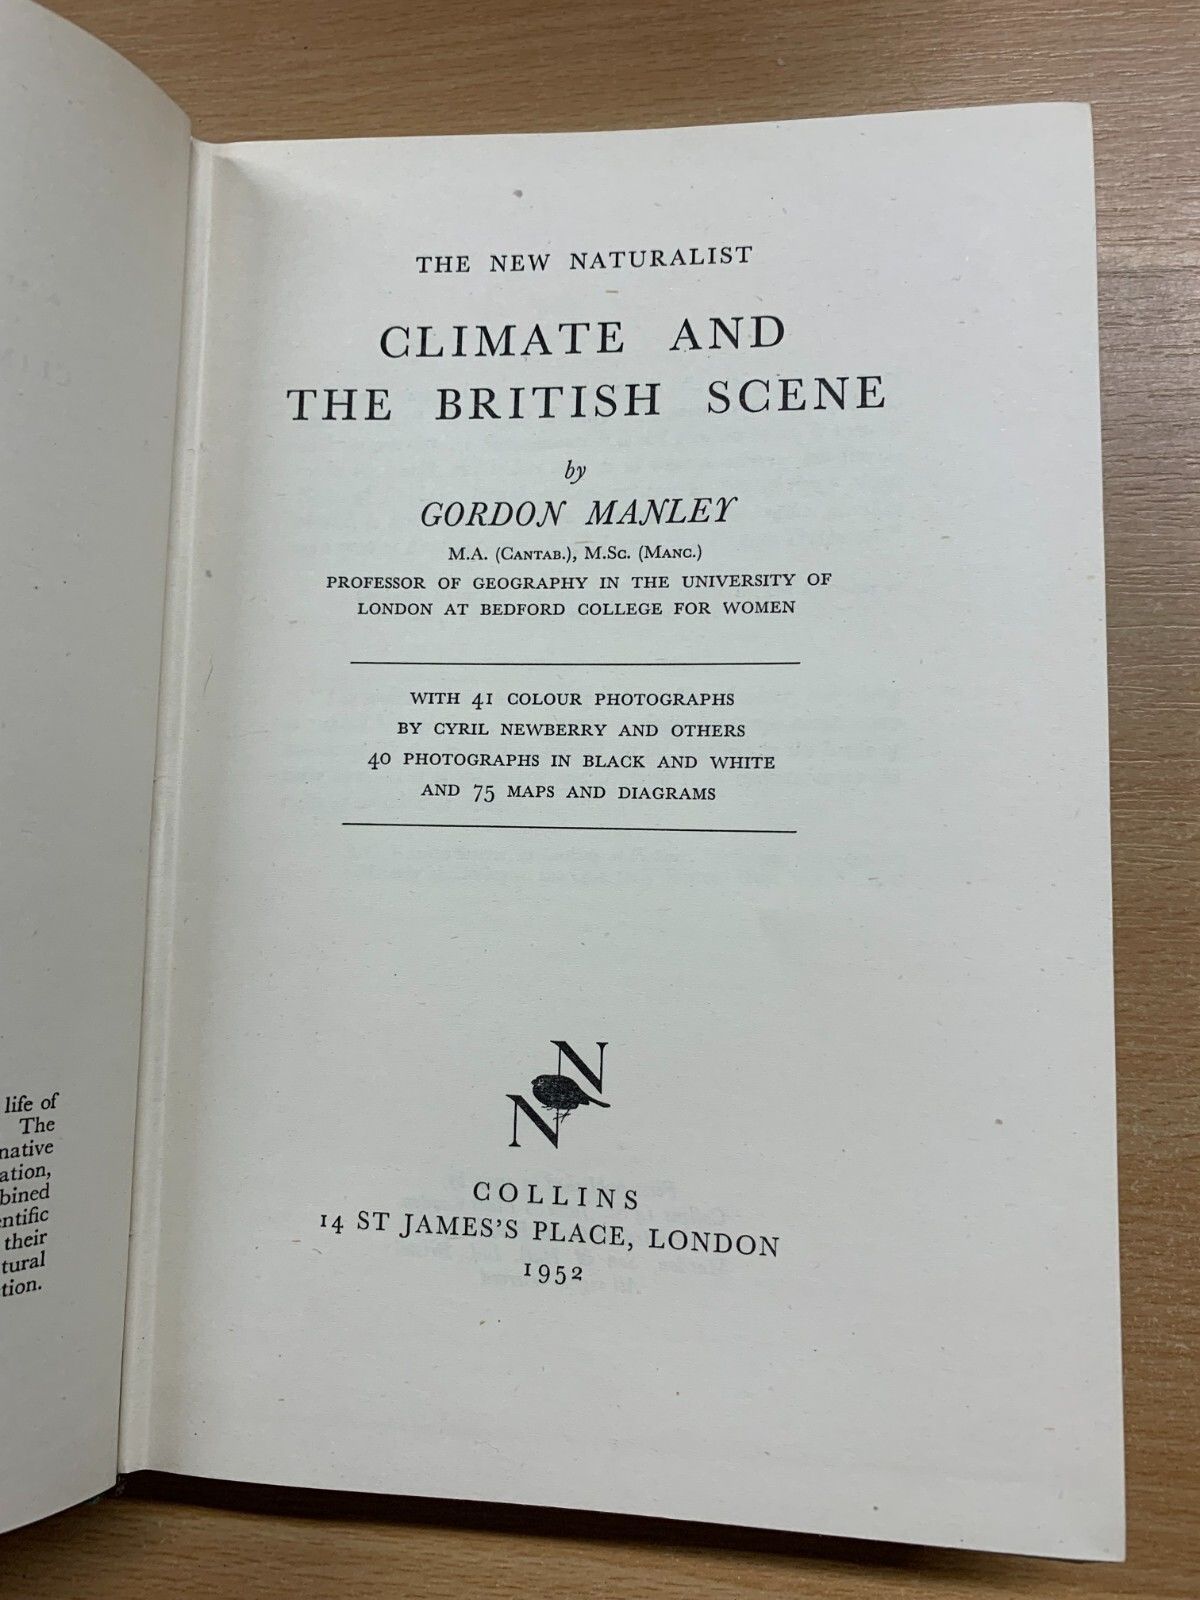 life of
The
native
ation,
bined
entific
their
tural
tion.
THE NEW NATURALIST
CLIMATE AND
THE BRITISH SCENE
by
GORDON MANLEY
M.A. (CANTAB.), M.SC. (MANC.)
PROFESSOR OF GEOGRAPHY IN THE UNIVERSITY OF
LONDON AT BEDFORD COLLEGE FOR WOMEN
WITH 41 COLOUR PHOTOGRAPHS
BY CYRIL NEWBERRY AND OTHERS
40 PHOTOGRAPHS IN BLACK AND WHITE
AND 75 MAPS AND DIAGRAMS
N
N
COLLINS
14 ST JAMES'S PLACE, LONDON
1952